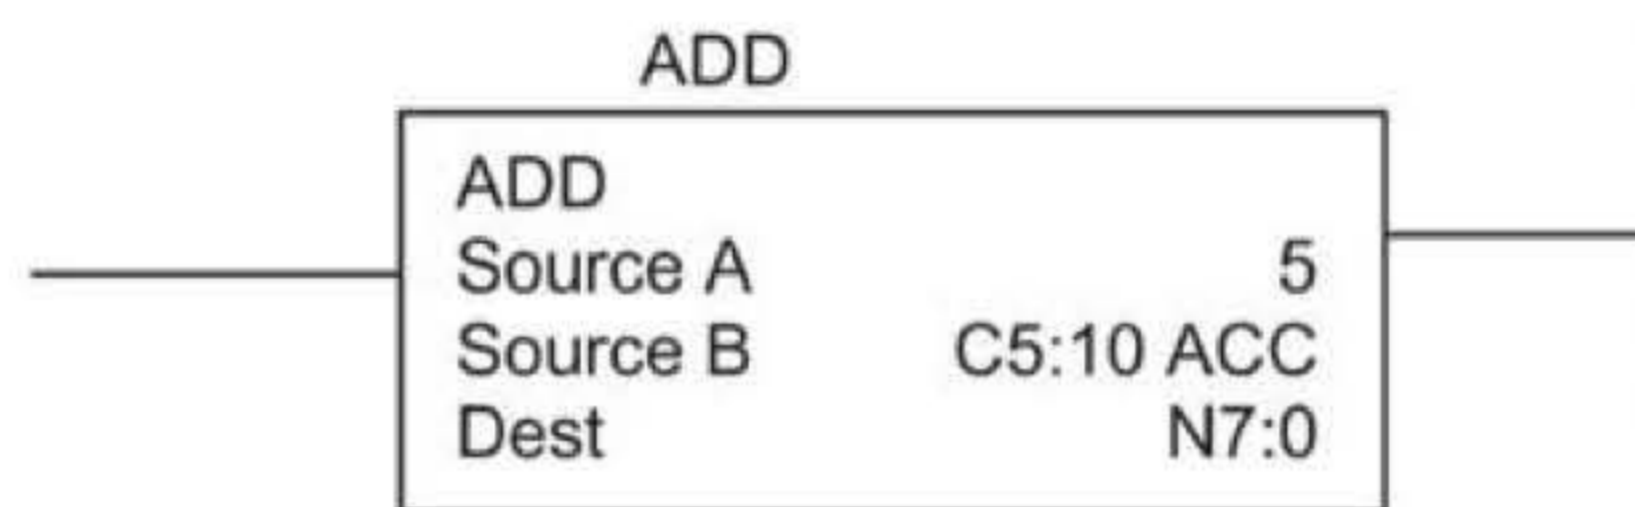 ADD
ADD
Source A 5
Source B C5:10 ACC
Dest N7:0